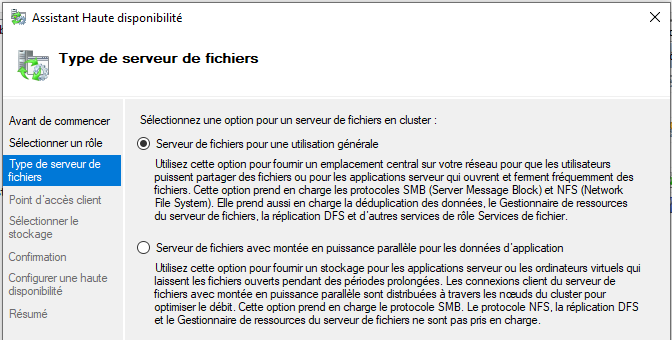 Assistant Haute disponibilité
Type de serveur de fichiers
Avant de commencer
Sélectionner un rôle
Type de serveur de
fichiers
Point d'accès client
Sélectionner le
stockage
Confirmation
Configurer une haute
disponibilité
Résumé
Sélectionnez une option pour un serveur de fichiers en cluster :
Serveur de fichiers pour une utilisation générale
Utilisez cette option pour fournir un emplacement central sur votre réseau pour que les utilisateurs
puissent partager des fichiers ou pour les applications serveur qui ouvrent et ferment fréquemment des
fichiers. Cette option prend en charge les protocoles SMB (Server Message Block) et NFS (Network
File System). Elle prend aussi en charge la déduplication des données, le Gestionnaire de ressources
du serveur de fichiers, la réplication DFS et d'autres services de rôle Services de fichier.
Serveur de fichiers avec montée en puissance parallèle pour les données d'application
Utilisez cette option pour fournir un stockage pour les applications serveur ou les ordinateurs virtuels qui
laissent les fichiers ouverts pendant des périodes prolongées. Les connexions client du serveur de
fichiers avec montée en puissance parallèle sont distribuées à travers les nœuds du cluster pour
optimiser le débit. Cette option prend en charge le protocole SMB. Le protocole NFS, la réplication DFS
et le Gestionnaire de ressources du serveur de fichiers ne sont pas pris en charge.